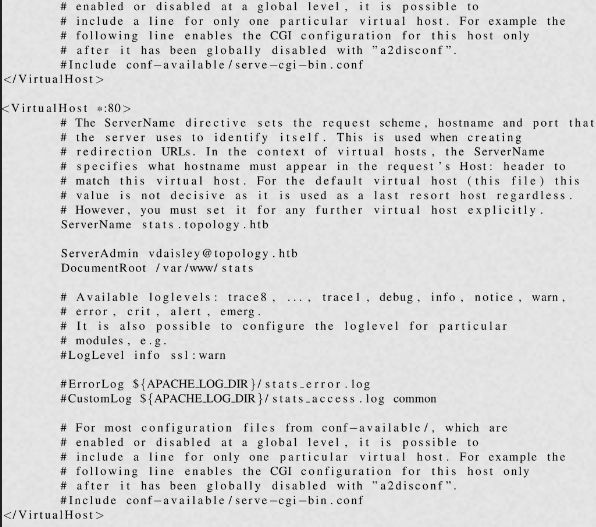 # enabled or disabled at a global level, it is possible to
# include a line for only one particular virtual host. For example the
# following line enables the CGI configuration for this host only
# after it has been globally disabled with "a2disconf".
#Include conf−available/serve−cgi−bin.conf
</VirtualHost>
<VirtualHost *:80>
# The ServerName directive sets the request scheme, hostname and port that
# the server uses to identify itself. This is used when creating
# redirection URLs. In the context of virtual hosts, the ServerName
# specifies what hostname must appear in the request's Host: header to
# match this virtual host. For the default virtual host (this file) this
# value is not decisive as it is used as a last resort host regardless.
# However, you must set it for any further virtual host explicitly.
ServerName stats.topology.htb
ServerAdmin vdaisley@topology.htb
DocumentRoot /var/www/stats
# Available loglevels: trace8, ..., trace1, debug, info, notice, warn,
# error, crit, alert, emerg.
# It is also possible to configure the loglevel for particular
# modules, e.g.
#LogLevel info ssl:warn
#ErrorLog ${APACHE_LOG_DIR}/stats_error.log
#CustomLog ${APACHE_LOG_DIR}/stats_access.log common
# For most configuration files from conf−available/, which are
# enabled or disabled at a global level, it is possible to
# include a line for only one particular virtual host. For example the
# following line enables the CGI configuration for this host only
# after it has been globally disabled with "a2disconf".
#Include conf−available/serve−cgi−bin.conf
</VirtualHost>